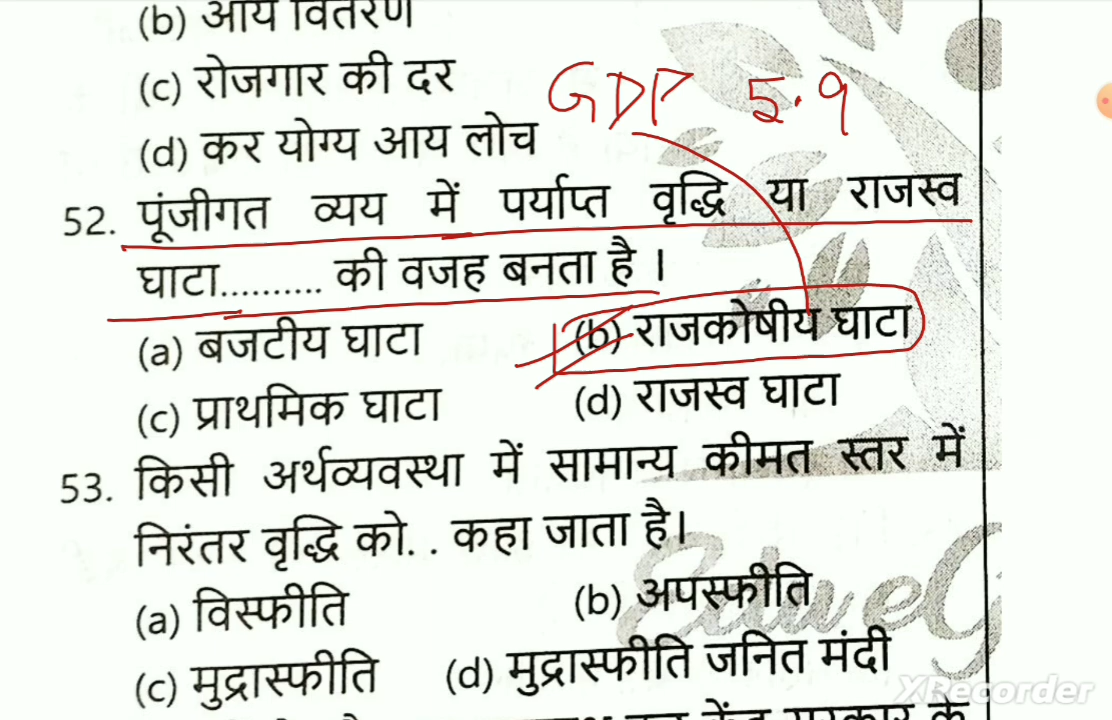 (b) आय वितरण
(c) रोजगार की दर
GDP 5.9
(d) कर योग्य आय लोच
52. पूंजीगत व्यय में पर्याप्त वृद्धि या राजस्व
घाटा.......... की वजह बनता है ।
(a) बजटीय घाटा (b) राजकोषीय घाटा
(c) प्राथमिक घाटा (d) राजस्व घाटा
53. किसी अर्थव्यवस्था में सामान्य कीमत स्तर में
निरंतर वृद्धि को. . कहा जाता है।
(a) विस्फीति (b) अपस्फीति
(c) मुद्रास्फीति (d) मुद्रास्फीति जनित मंदी
XRecorder